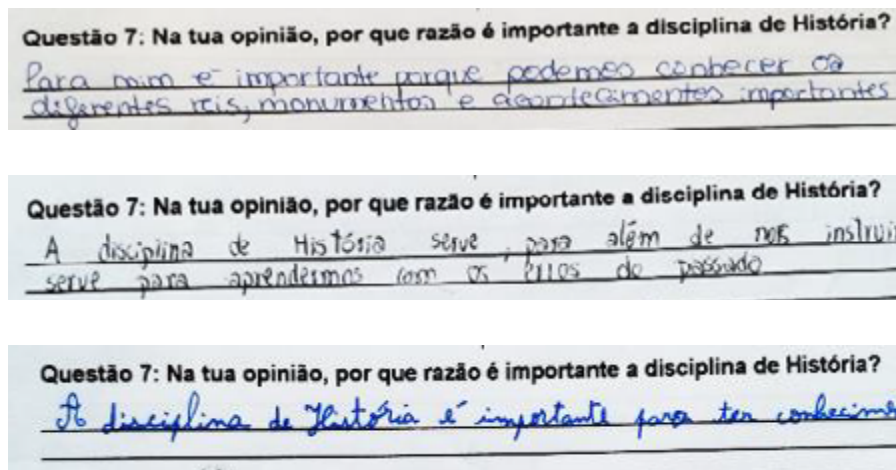 Questão 7: Na tua opinião, por que razão é importante a disciplina de História?
Para mim é importante porque podemos conhecer os
diferentes reis, monumentos e acontecimentos importantes
Questão 7: Na tua opinião, por que razão é importante a disciplina de História?
A disciplina de História serve, para além de nos instruir
serve para aprendermos com os erros do passado
Questão 7: Na tua opinião, por que razão é importante a disciplina de História?
A disciplina de História é importante para ter conhecime